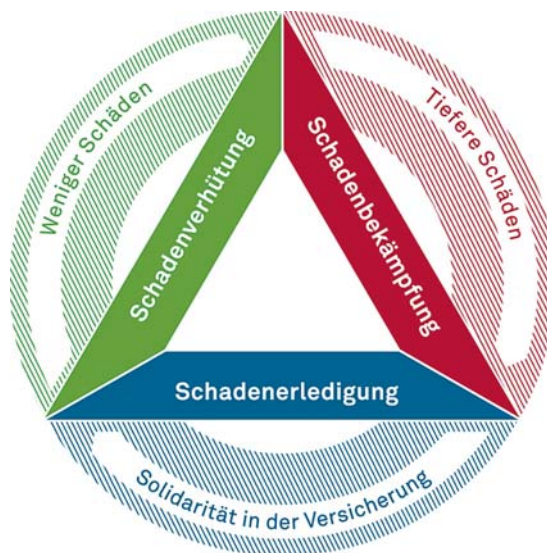 Weniger Schäden
Schadenverhütung
Schadenbekämpfung
Tiefere Schäden
Schadenerledigung
Solidarität in der Versicherung